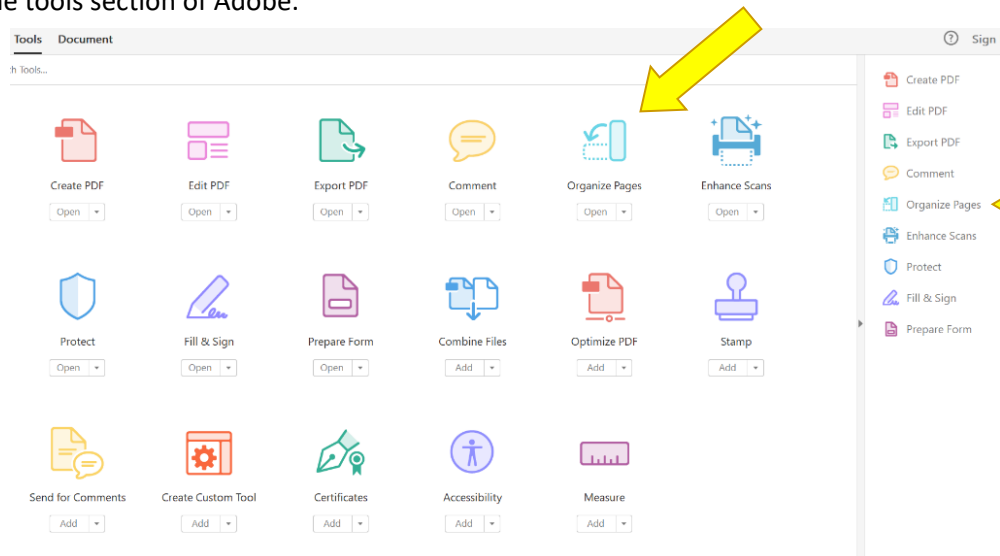 e tools section of Adobe.
Tools Document
Sign
h Tools...
Create PDF
Edit PDF
Export PDF
Comment
Organize Pages
Enhance Scans
Open
Open
Open
Open
Open
Open
Protect
Fill & Sign
Prepare Form
Combine Files
Optimize PDF
Stamp
Open
Open
Open
Add
Add
Add
Send for Comments
Create Custom Tool
Certificates
Accessibility
Measure
Add
Add
Add
Add
Add
Create PDF
Edit PDF
Export PDF
Comment
Organize Pages
Enhance Scans
Protect
Fill & Sign
Prepare Form